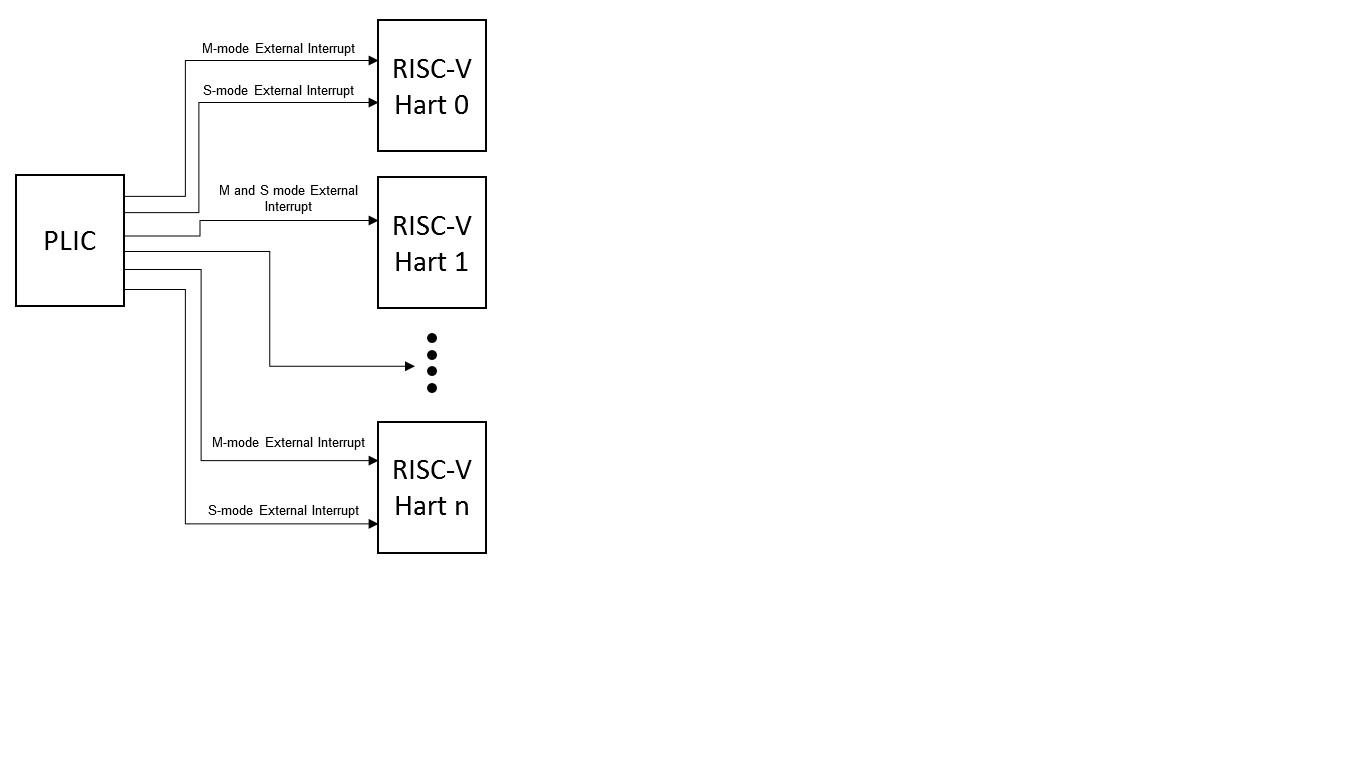 M-mode External Interrupt
RISC-V
Hart 0
S-mode External Interrupt
M and S mode External
Interrupt
PLIC
RISC-V
Hart 1
M-mode External Interrupt
RISC-V
Hart n
S-mode External Interrupt